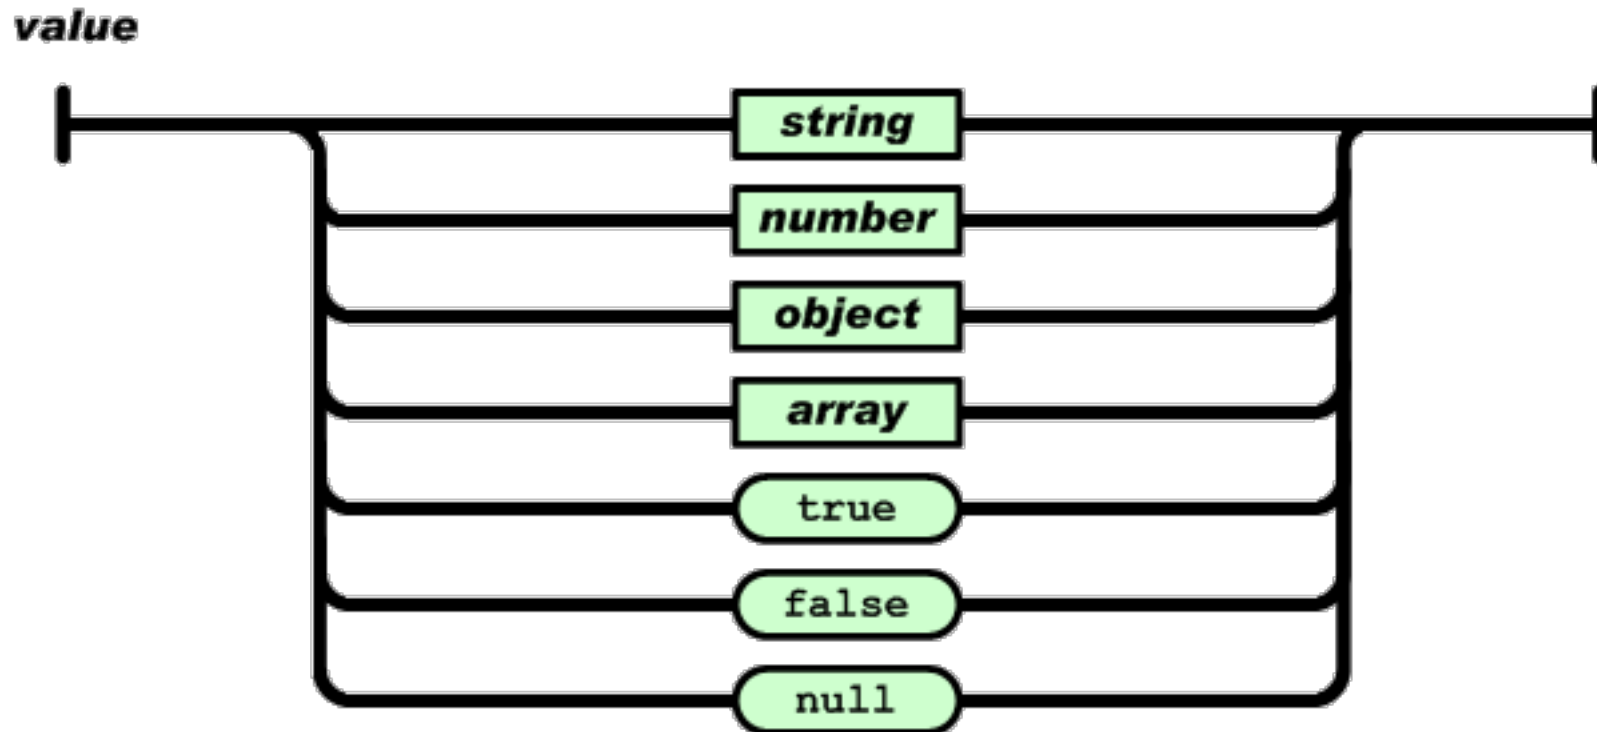 value
string
number
object
array
true
false
null